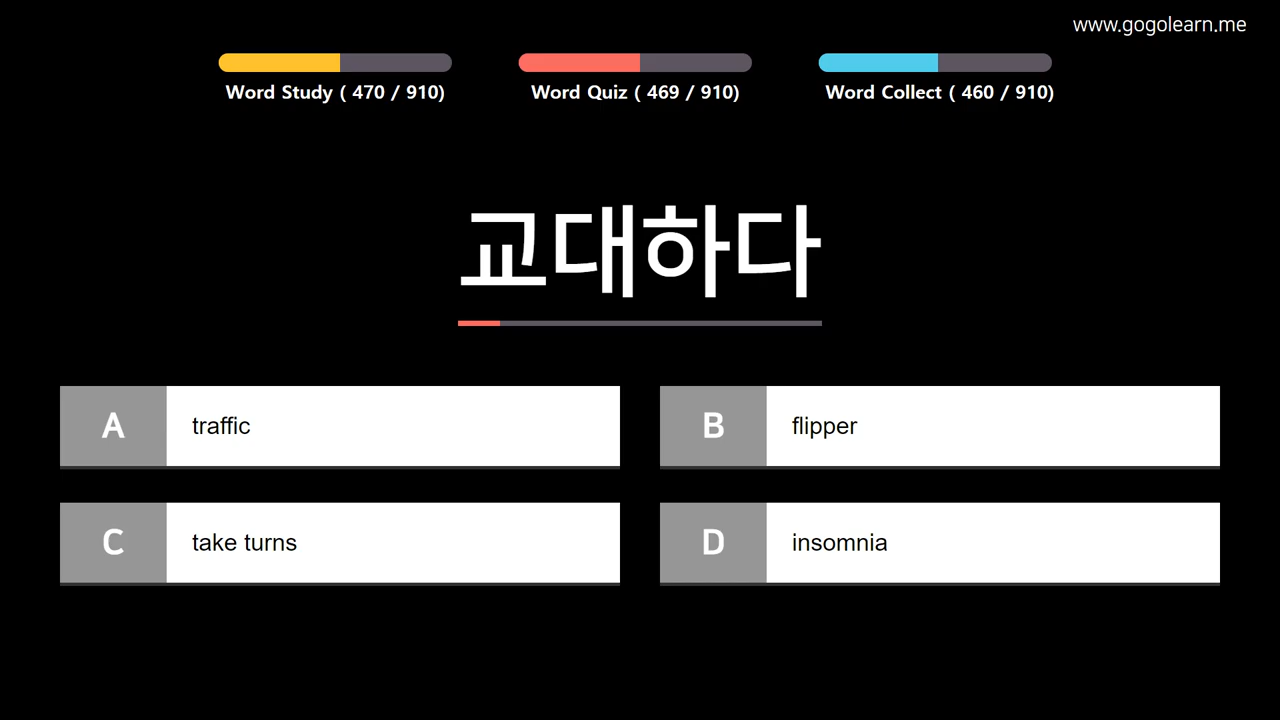 www.gogolearn.me
Word Study ( 470 / 910)
Word Quiz ( 469 / 910)
Word Collect ( 460 / 910)
교대하다
A traffic
B flipper
C take turns
D insomnia